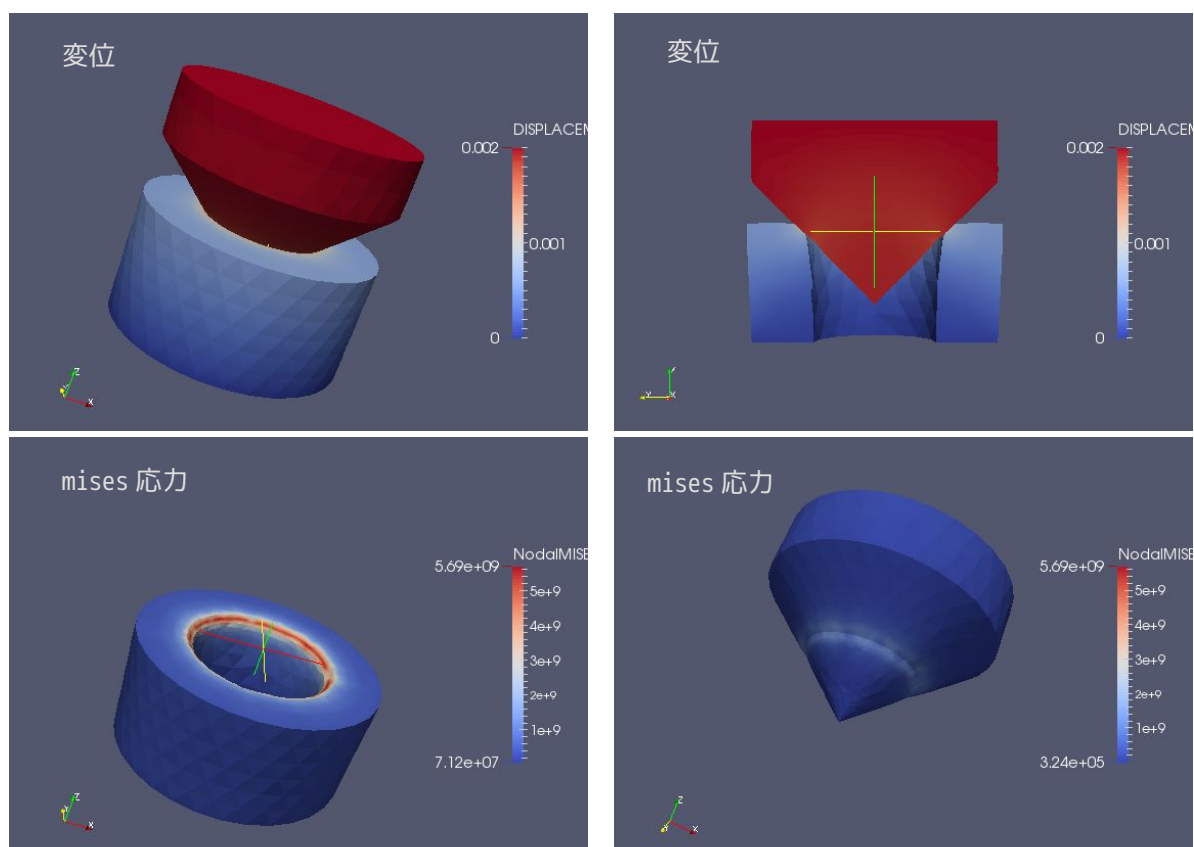 変位
DISPLACEM
0.002
0.001
0
Z
Y
X
変位
DISPLACEM
0.002
0.001
0
Y
X
mises 応力
NodalMISE
5.69e+09
5e+9
4e+9
3e+9
2e+9
1e+9
7.12e+07
Z
Y
X
mises 応力
NodalMISE
5.69e+09
5e+9
4e+9
3e+9
2e+9
1e+9
3.24e+05
Z
X